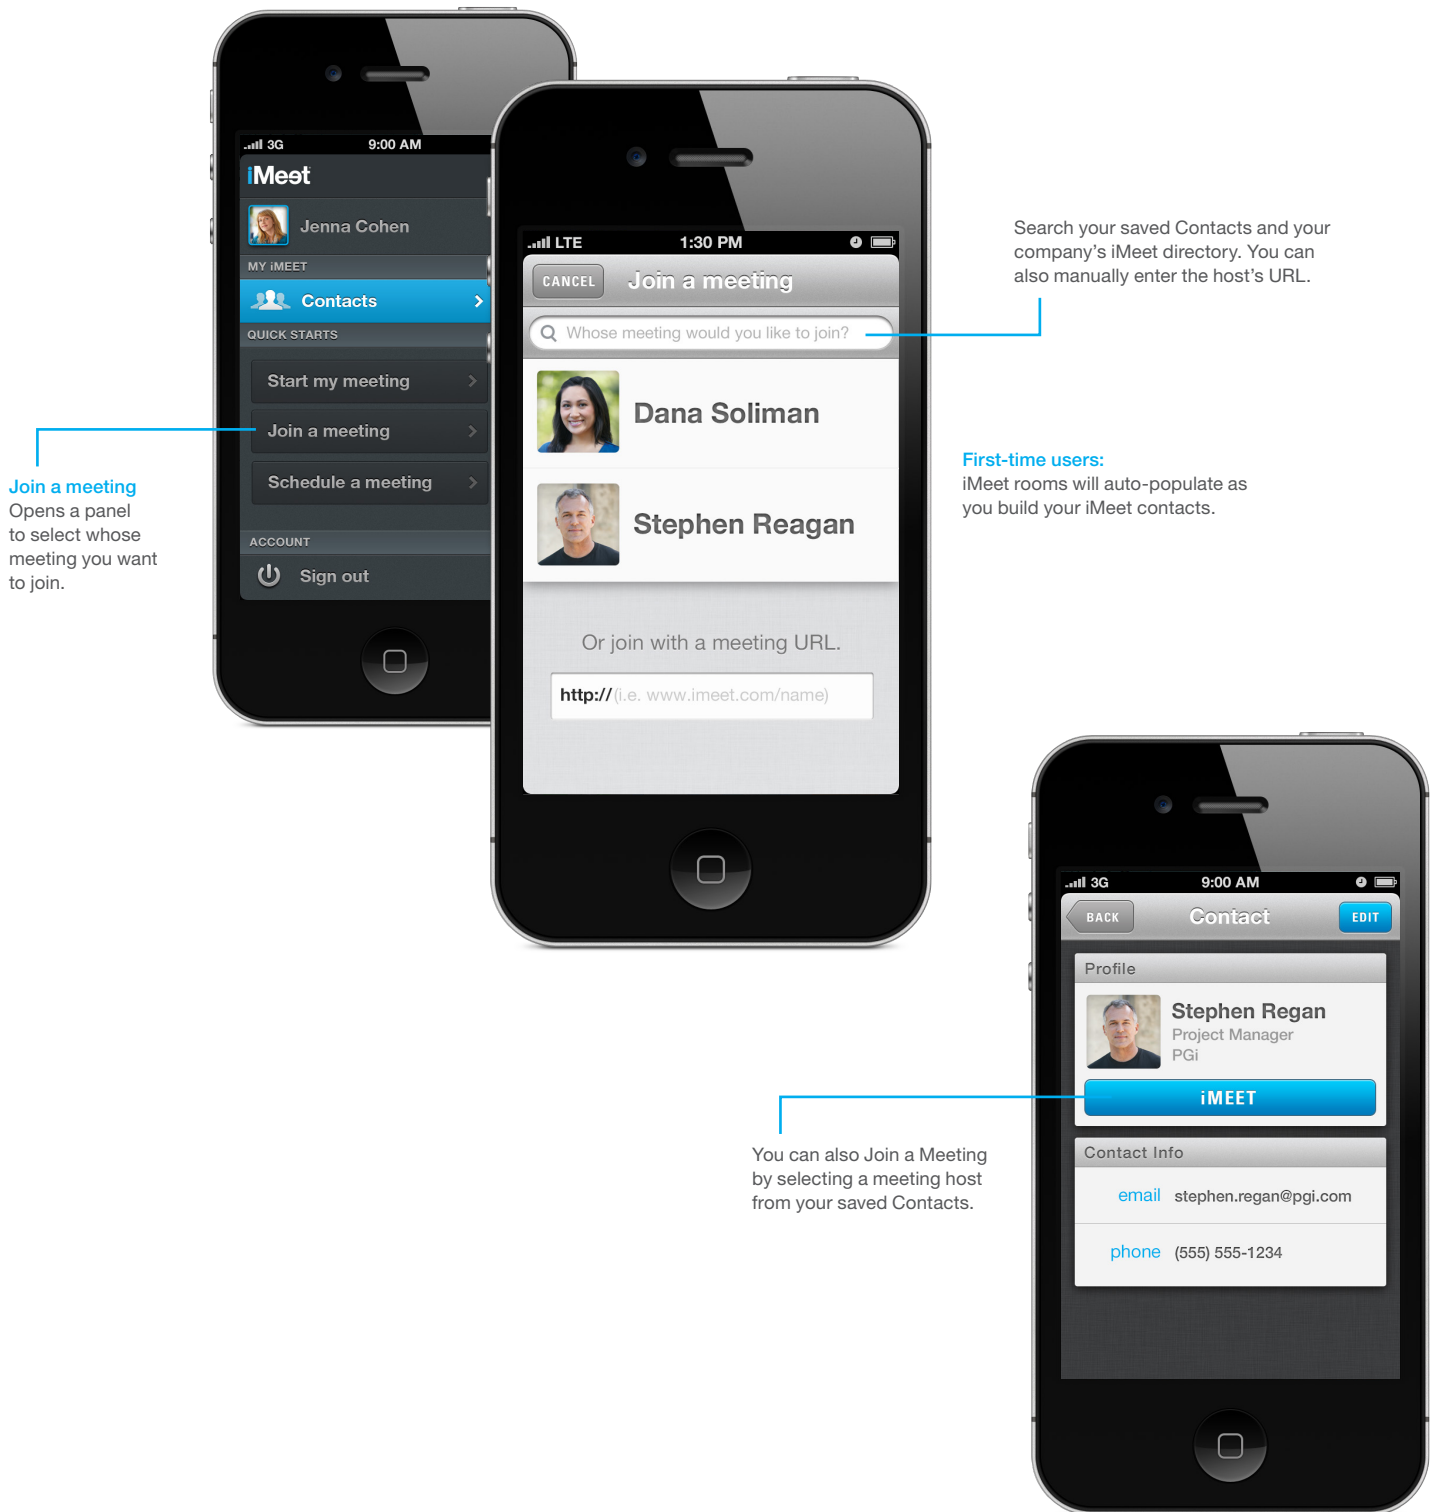 3G 9:00 AM
iMeet
Jenna Cohen
MY iMEET
Contacts
QUICK STARTS
Start my meeting
Join a meeting
Schedule a meeting
ACCOUNT
Sign out
Join a meeting
Opens a panel
to select whose
meeting you want
to join.
LTE 1:30 PM
CANCEL Join a meeting
Whose meeting would you like to join?
Dana Soliman
Stephen Reagan
Or join with a meeting URL.
http:// (i.e. www.imeet.com/name)
Search your saved Contacts and your
company's iMeet directory. You can
also manually enter the host's URL.
First-time users:
iMeet rooms will auto-populate as
you build your iMeet contacts.
3G 9:00 AM
BACK Contact EDIT
Profile
Stephen Regan
Project Manager
PGi
iMEET
Contact Info
email stephen.regan@pgi.com
phone (555) 555-1234
You can also Join a Meeting
by selecting a meeting host
from your saved Contacts.